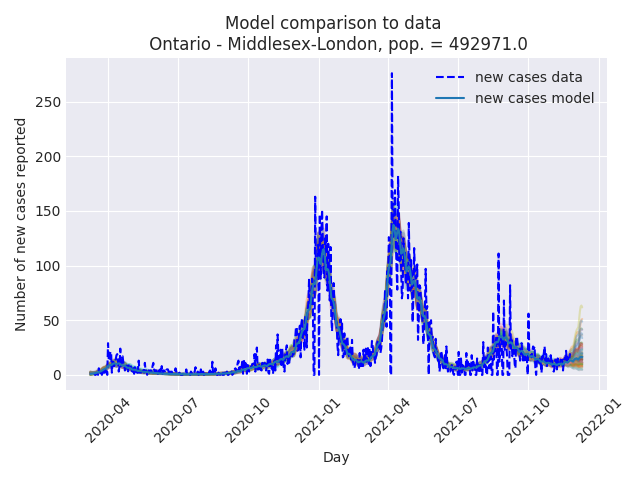 Model comparison to data
Ontario - Middlesex-London, pop. = 492971.0
new cases data
new cases model
Number of new cases reported
250
200
150
100
50
0
2020-04
2020-07
2020-10
2021-01
2021-04
2021-07
2021-10
2022-01
Day